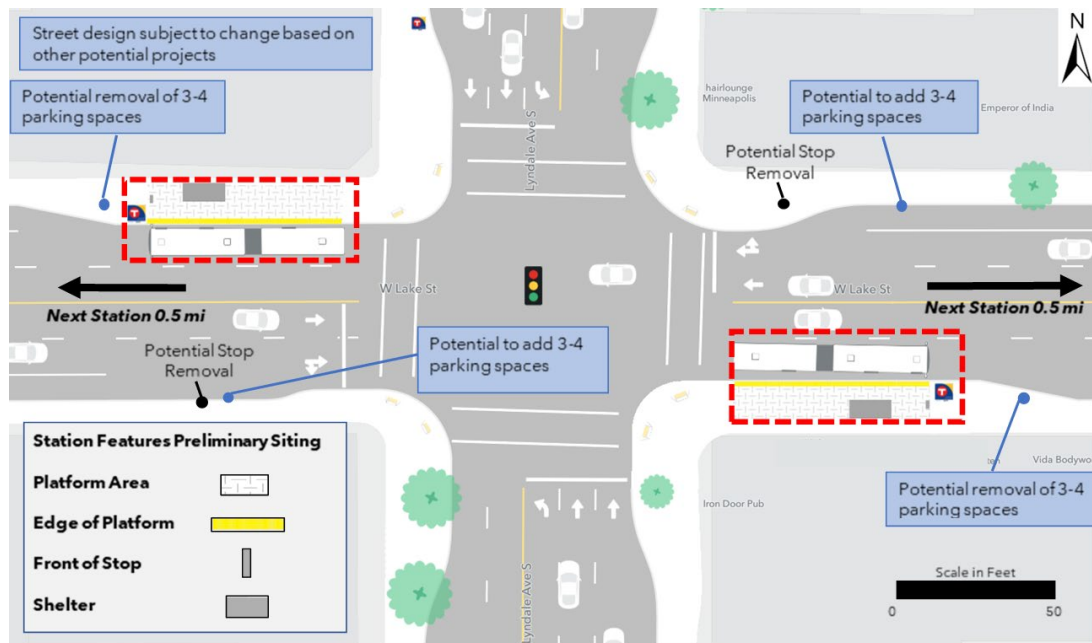 Street design subject to change based on
other potential projects
N
Potential removal of 3-4
parking spaces
Lyndale Ave S
hairlounge
Minneapolis
Potential to add 3-4
parking spaces
Emperor of India
Potential Stop
Removal
T
T
W Lake St
W Lake St
Next Station 0.5 mi
Next Station 0.5 mi
Potential Stop
Removal
Potential to add 3-4
parking spaces
T
Station Features Preliminary Siting
Platform Area
Edge of Platform
Front of Stop
Shelter
Lyndale Ave S
Iron Door Pub
Vida Bodywo
Potential removal of 3-4
parking spaces
Scale in Feet
0 50